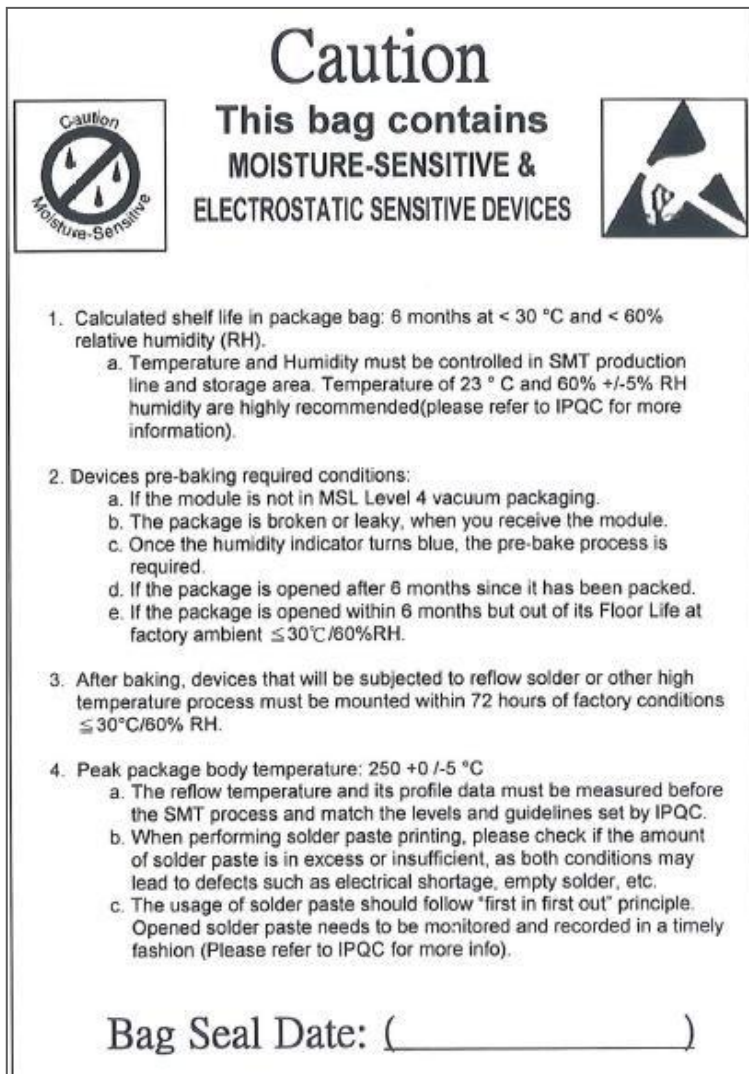 Caution
Caution
Moisture-Sensitive
This bag contains
MOISTURE-SENSITIVE &
ELECTROSTATIC SENSITIVE DEVICES
1. Calculated shelf life in package bag: 6 months at < 30 °C and < 60%
relative humidity (RH).
a. Temperature and Humidity must be controlled in SMT production
line and storage area. Temperature of 23 ° C and 60% +/-5% RH
humidity are highly recommended(please refer to IPQC for more
information).
2. Devices pre-baking required conditions:
a. If the module is not in MSL Level 4 vacuum packaging.
b. The package is broken or leaky, when you receive the module.
c. Once the humidity indicator turns blue, the pre-bake process is
required.
d. If the package is opened after 6 months since it has been packed.
e. If the package is opened within 6 months but out of its Floor Life at
factory ambient ≦30℃/60%RH.
3. After baking, devices that will be subjected to reflow solder or other high
temperature process must be mounted within 72 hours of factory conditions
≦30°C/60% RH.
4. Peak package body temperature: 250 +0 /-5 °C
a. The reflow temperature and its profile data must be measured before
the SMT process and match the levels and guidelines set by IPQC.
b. When performing solder paste printing, please check if the amount
of solder paste is in excess or insufficient, as both conditions may
lead to defects such as electrical shortage, empty solder, etc.
c. The usage of solder paste should follow "first in first out" principle.
Opened solder paste needs to be monitored and recorded in a timely
fashion (Please refer to IPQC for more info).
Bag Seal Date: (____________)